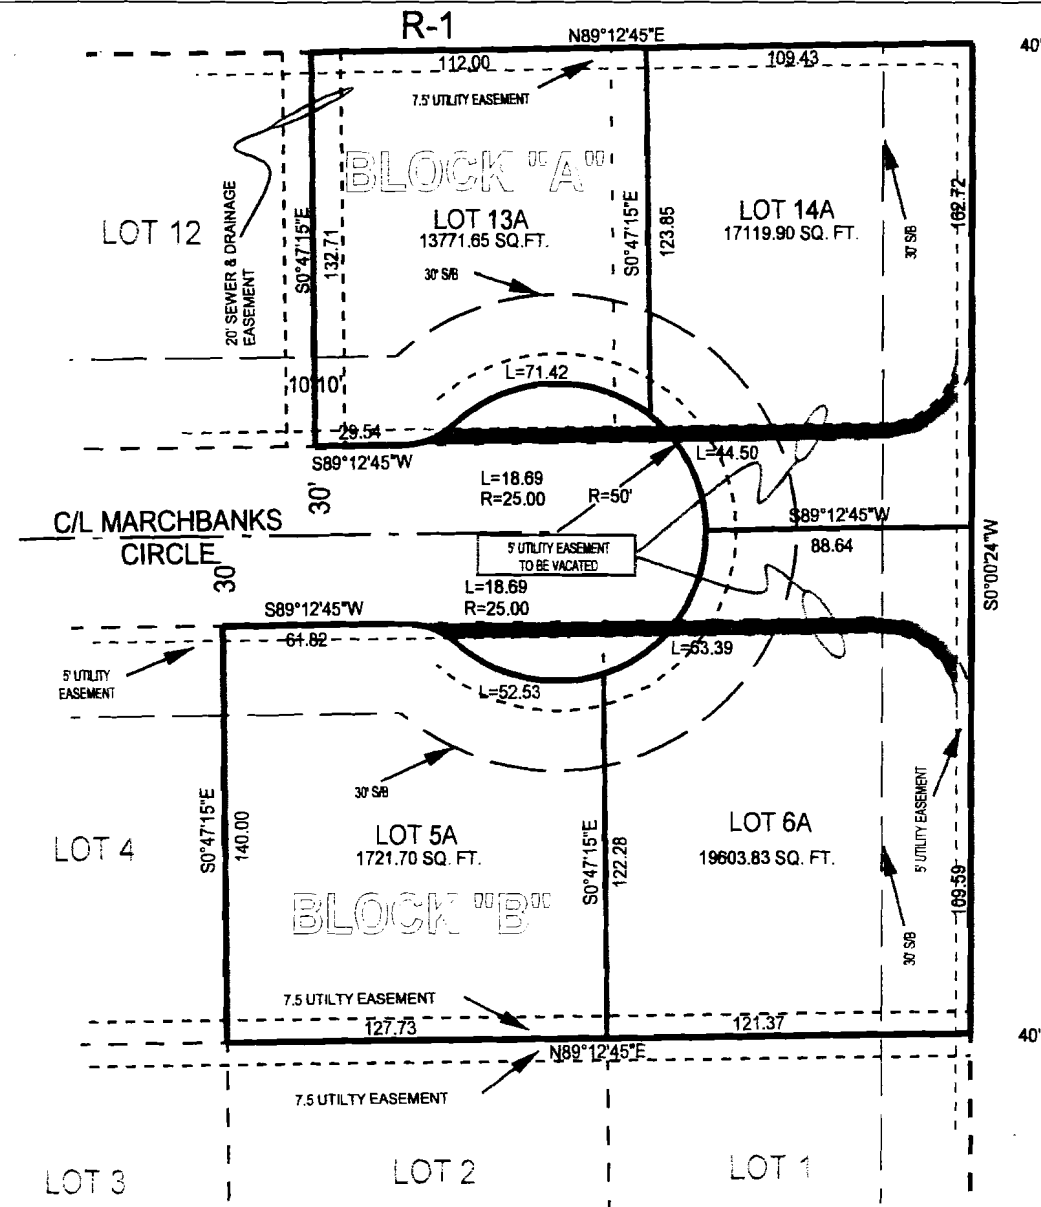 R-1
N89°12'45"E
40'
112.00
109.43
7.5' UTILITY EASEMENT
BLOCK "A"
LOT 12
LOT 13A
13771.65 SQ.FT.
LOT 14A
17119.90 SQ. FT.
S0°47'15"E
132.71
S0°47'15"E
123.85
162.72
20' SEWER & DRAINAGE
EASEMENT
30' S/B
30' S/B
10'10'
L=71.42
29.54
S89°12'45"W
L=44.50
L=18.69
R=25.00
R=50'
30'
C/L MARCHBANKS
CIRCLE
S89°12'45"W
88.64
5' UTILITY EASEMENT
TO BE VACATED
S0°00'24"W
30'
L=18.69
R=25.00
S89°12'45"W
61.82
L=63.39
5' UTILITY
EASEMENT
L=52.53
30' S/B
S0°47'15"E
140.00
LOT 4
LOT 5A
1721.70 SQ. FT.
S0°47'15"E
122.28
LOT 6A
19603.83 SQ. FT.
5' UTILITY EASEMENT
169.59
BLOCK "B"
30' S/B
7.5 UTILTY EASEMENT
127.73
121.37
N89°12'45"E
40'
7.5 UTILTY EASEMENT
LOT 3
LOT 2
LOT 1